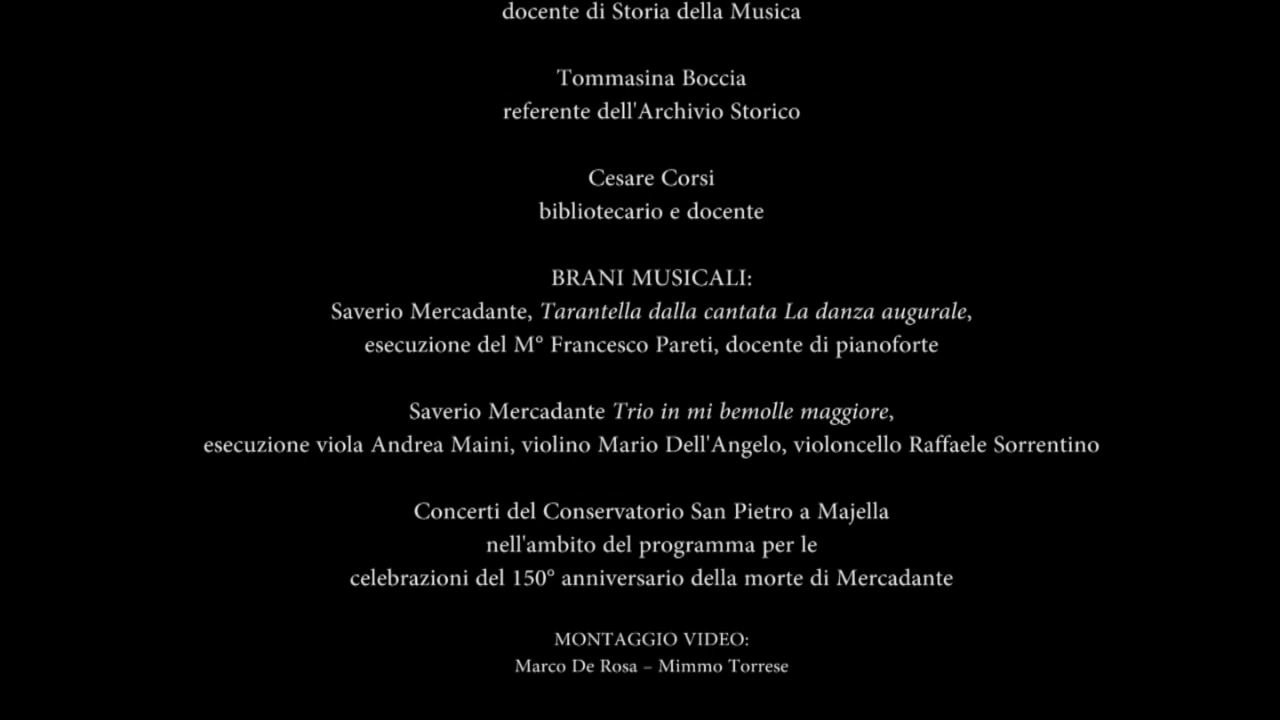 docente di Storia della Musica
Tommasina Boccia
referente dell'Archivio Storico
Cesare Corsi
bibliotecario e docente
BRANI MUSICALI:
Saverio Mercadante, Tarantella dalla cantata La danza augurale,
esecuzione del M° Francesco Pareti, docente di pianoforte
Saverio Mercadante Trio in mi bemolle maggiore,
esecuzione viola Andrea Maini, violino Mario Dell'Angelo, violoncello Raffaele Sorrentino
Concerti del Conservatorio San Pietro a Majella
nell'ambito del programma per le
celebrazioni del 150° anniversario della morte di Mercadante
MONTAGGIO VIDEO:
Marco De Rosa – Mimmo Torrese